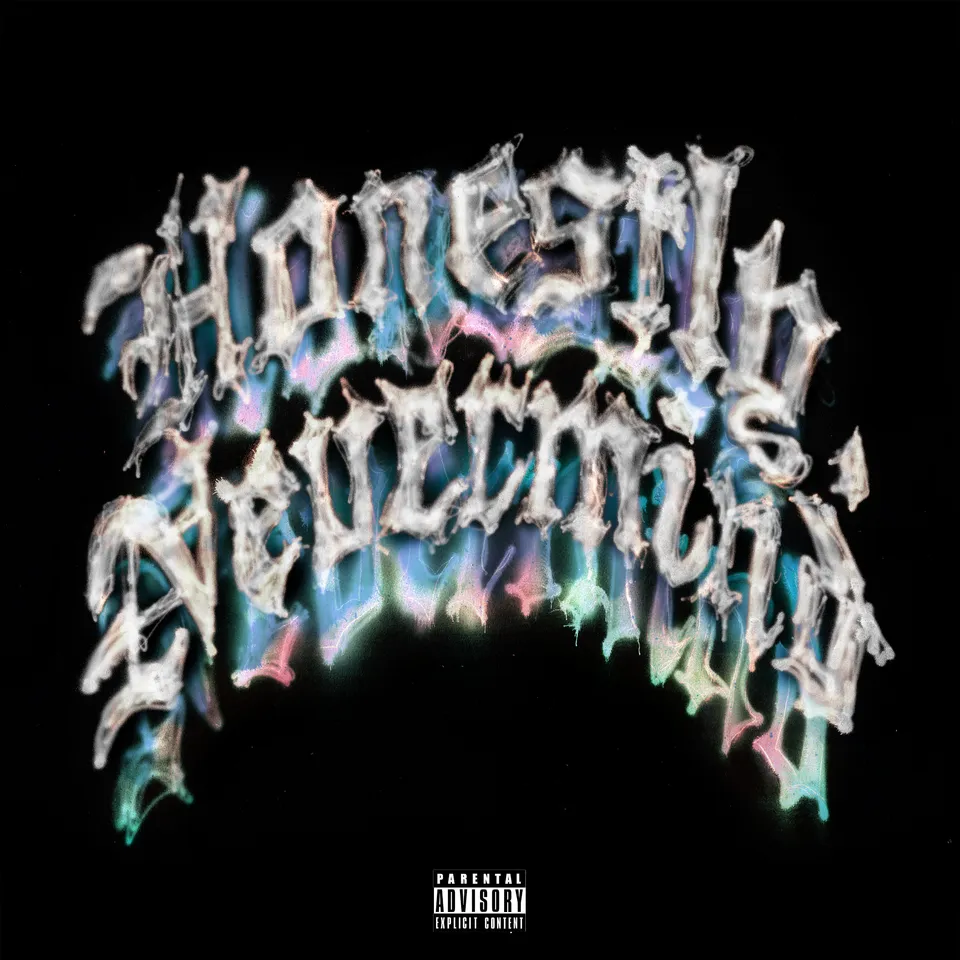 Honestly,
Nevermind
PARENTAL
ADVISORY
EXPLICIT CONTENT